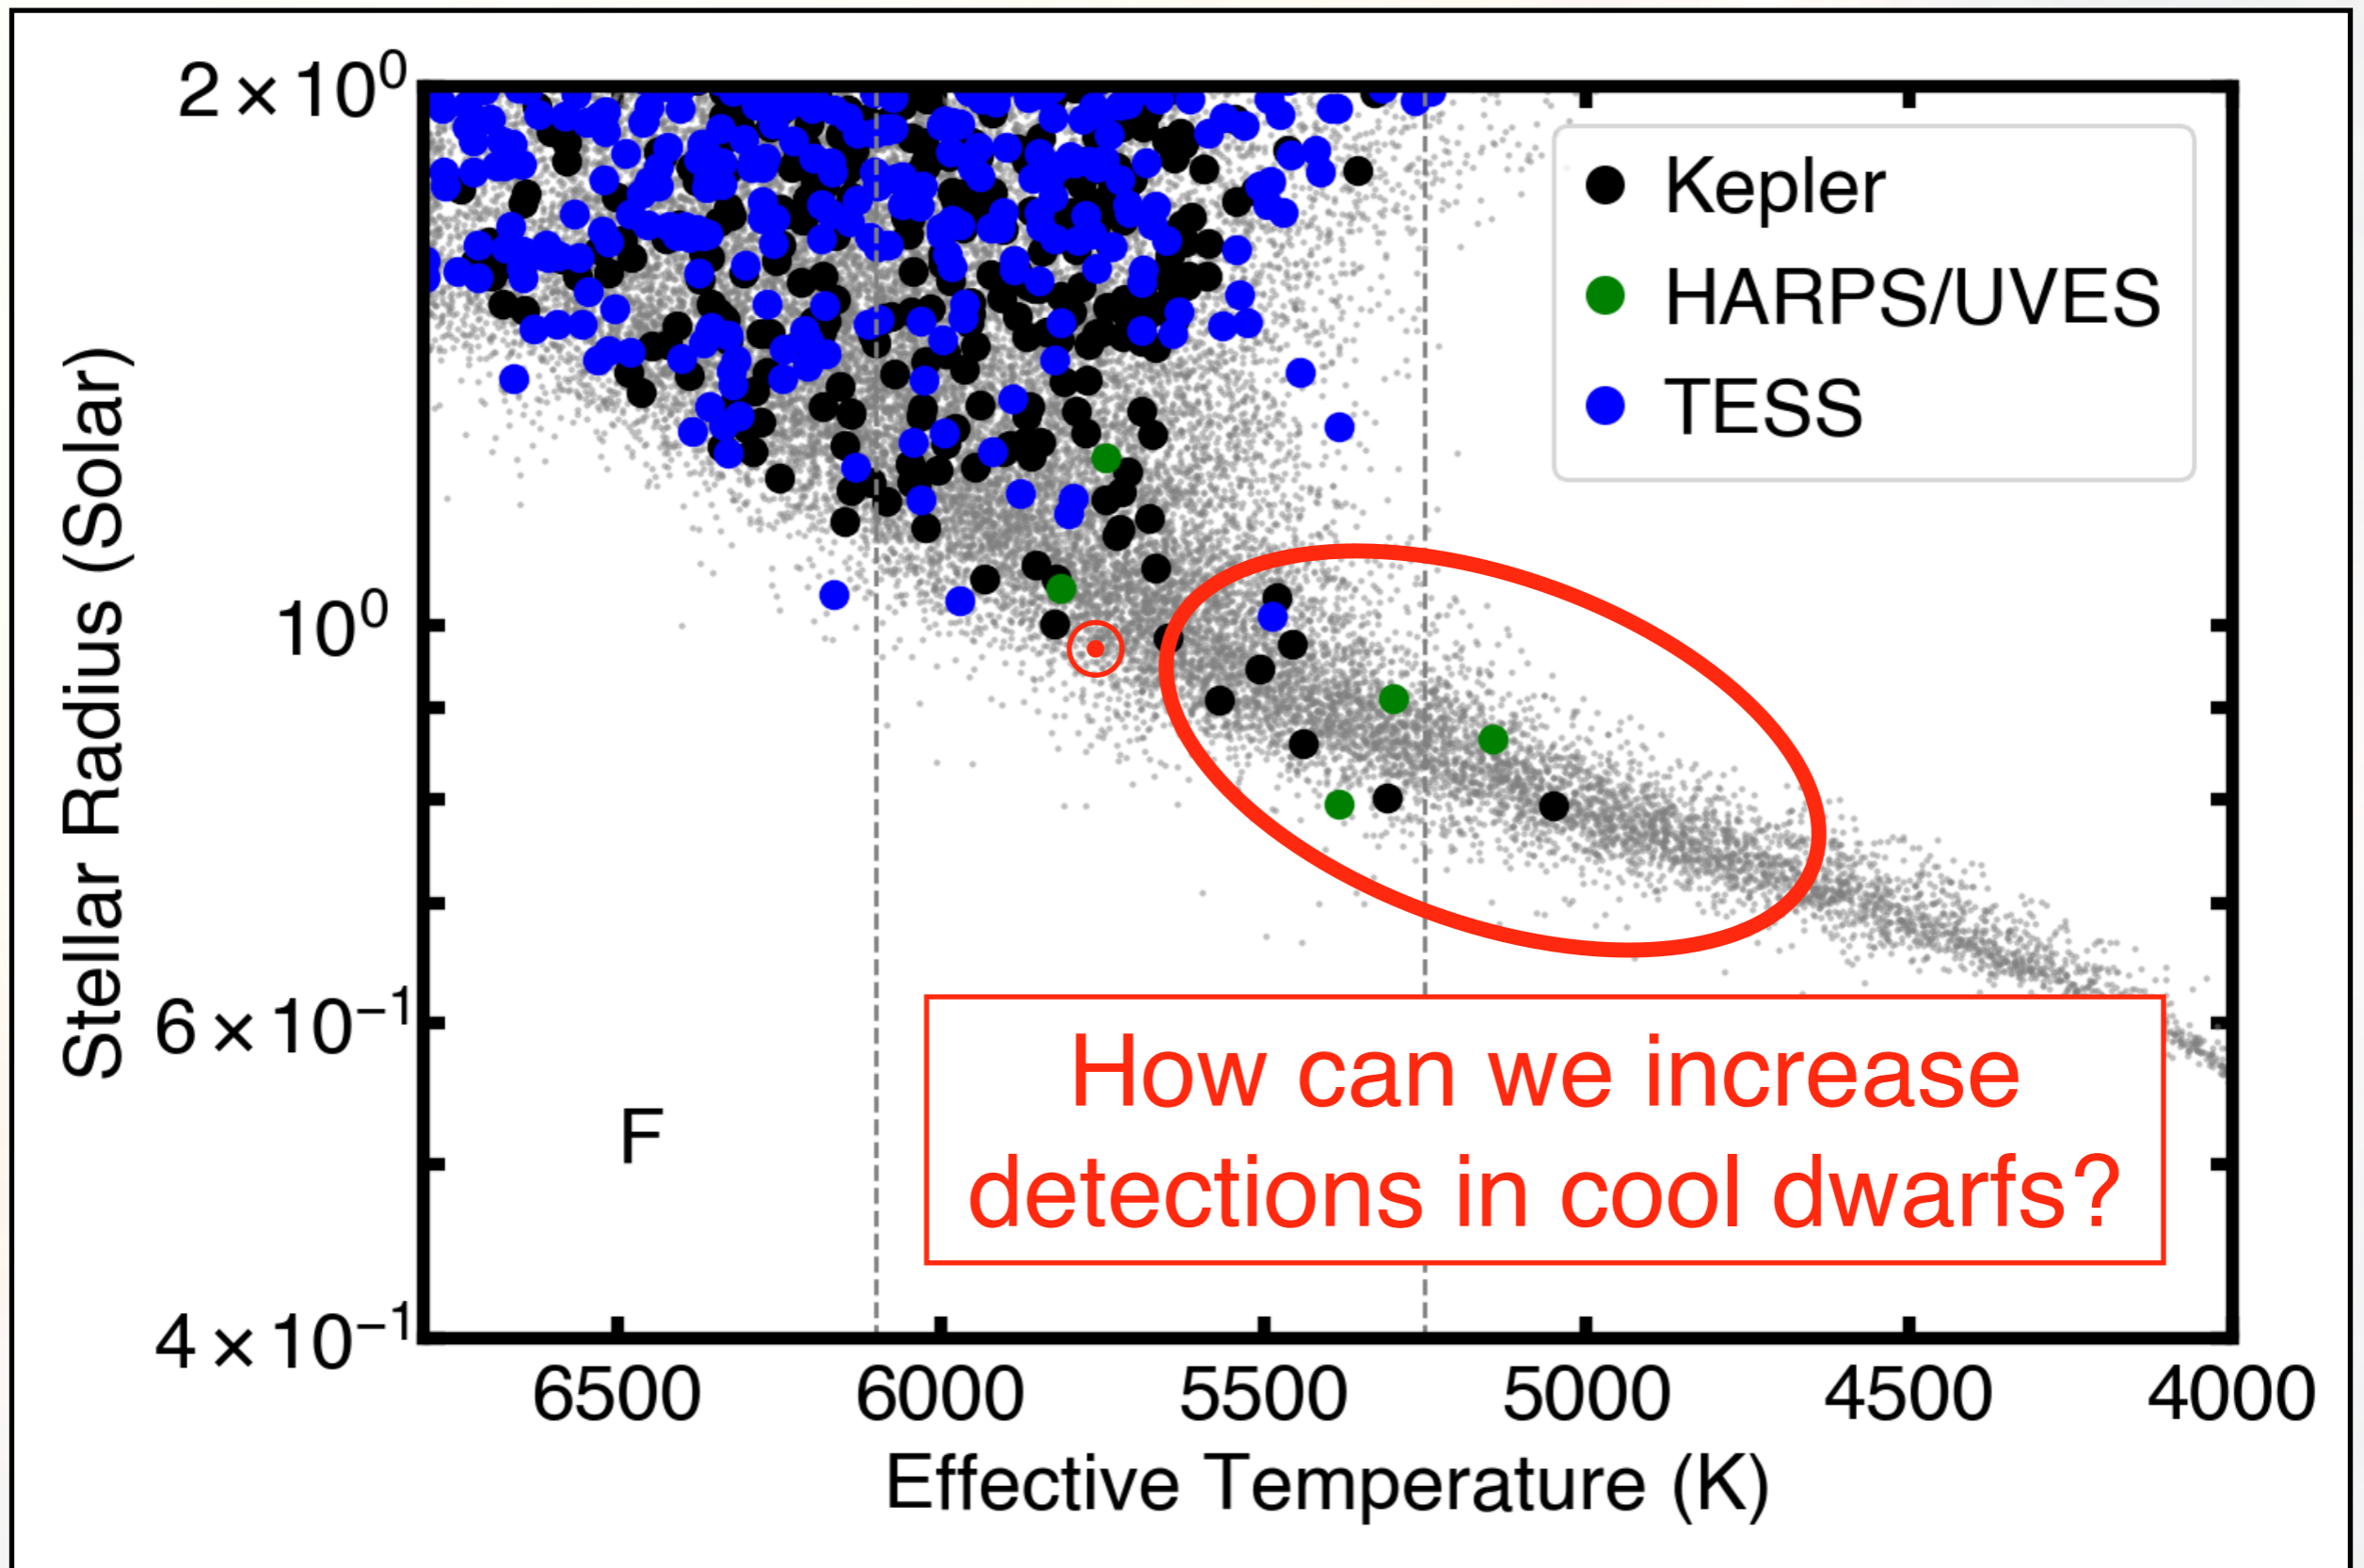 2×10⁰
Kepler
HARPS/UVES
TESS
Stellar Radius (Solar)
10⁰
6×10⁻¹
How can we increase
detections in cool dwarfs?
F
4×10⁻¹
6500 6000 5500 5000 4500 4000
Effective Temperature (K)